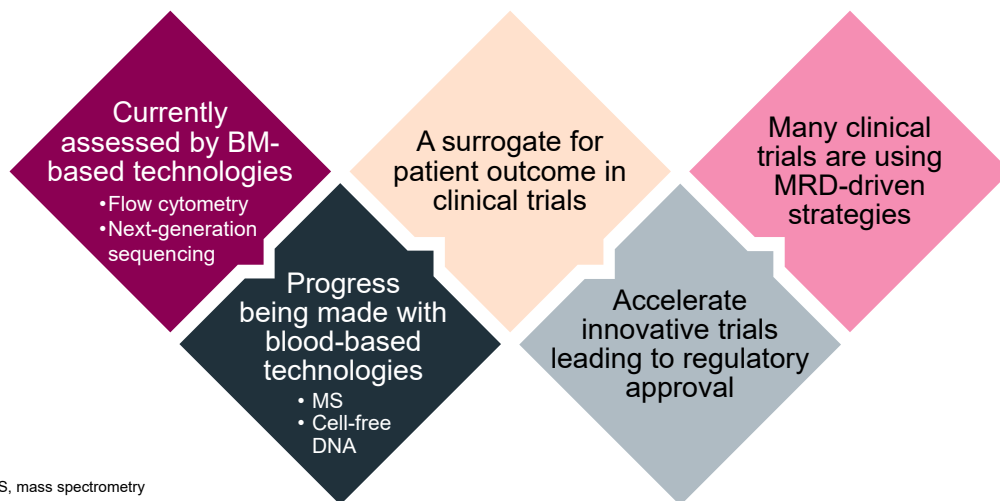 Currently
assessed by BM-
based technologies
•Flow cytometry
•Next-generation
sequencing
Progress
being made with
blood-based
technologies
• MS
• Cell-free
DNA
A surrogate for
patient outcome in
clinical trials
Accelerate
innovative trials
leading to regulatory
approval
Many clinical
trials are using
MRD-driven
strategies
S, mass spectrometry